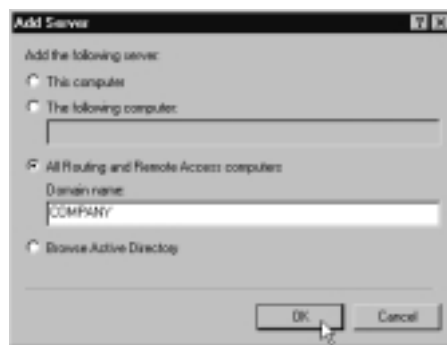 Add Server
Add the following server:
This computer
The following computer:
All Routing and Remote Access computers
Domain name:
COMPANY
Browse Active Directory
OK
Cancel